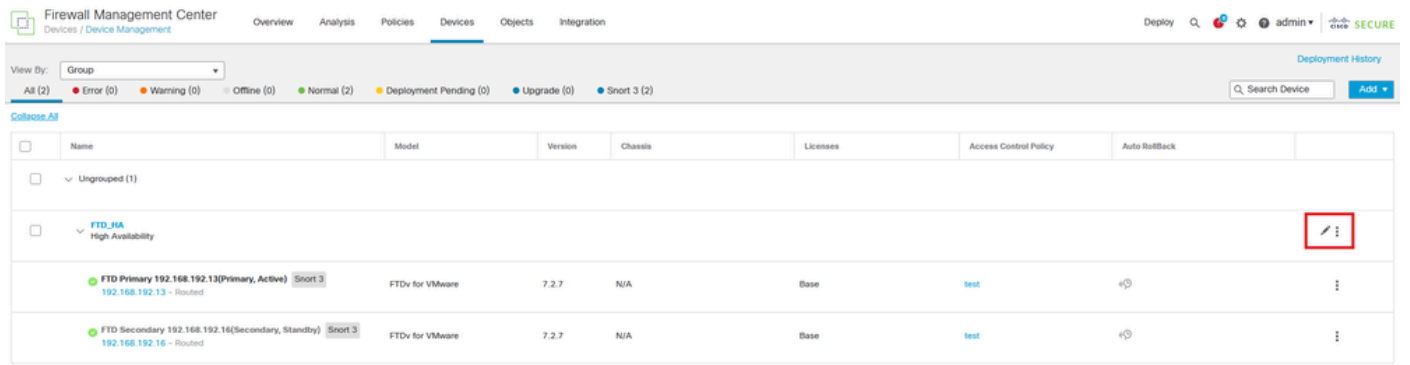 Firewall Management Center
Devices / Device Management
Overview Analysis Policies Devices Objects Integration
Deploy admin cisco SECURE
Deployment History
View By: Group
All (2) Error (0) Warning (0) Offline (0) Normal (2) Deployment Pending (0) Upgrade (0) Snort 3 (2)
Search Device Add
Collapse All
Name Model Version Chassis Licenses Access Control Policy Auto RollBack
Ungrouped (1)
FTD_HA
High Availability
FTD Primary 192.168.192.13(Primary, Active) Snort 3
192.168.192.13 - Routed
FTDv for VMware 7.2.7 N/A Base test
FTD Secondary 192.168.192.16(Secondary, Standby) Snort 3
192.168.192.16 - Routed
FTDv for VMware 7.2.7 N/A Base test